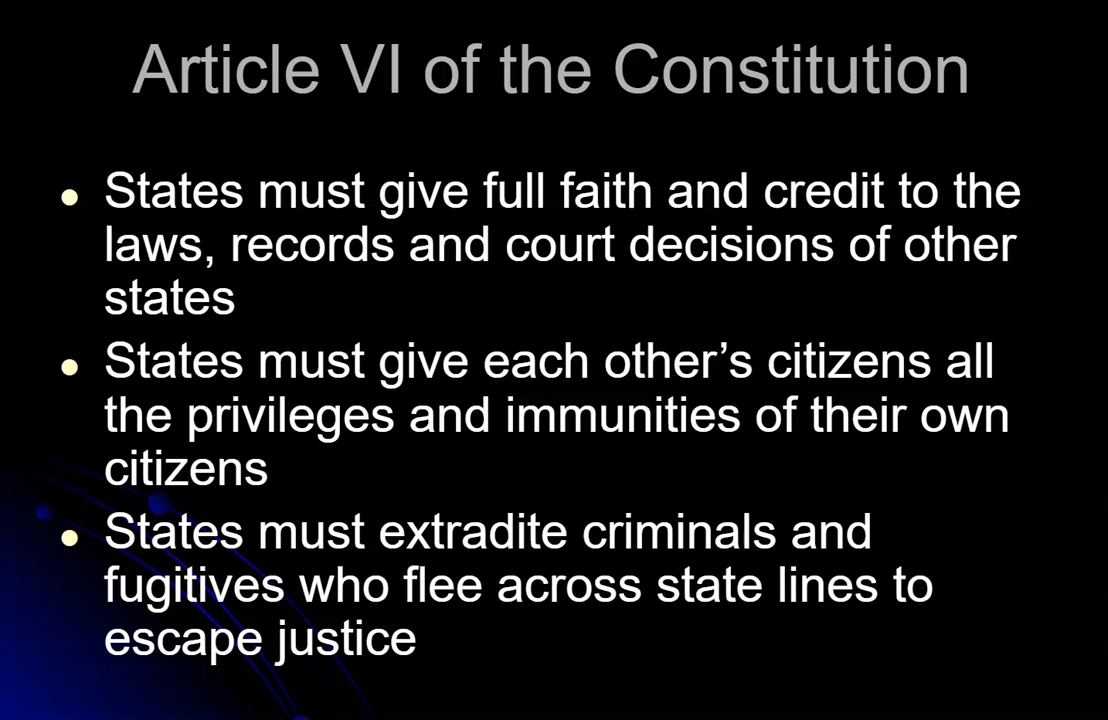 Article VI of the Constitution
States must give full faith and credit to the
laws, records and court decisions of other
states
States must give each other’s citizens all
the privileges and immunities of their own
citizens
States must extradite criminals and
fugitives who flee across state lines to
escape justice